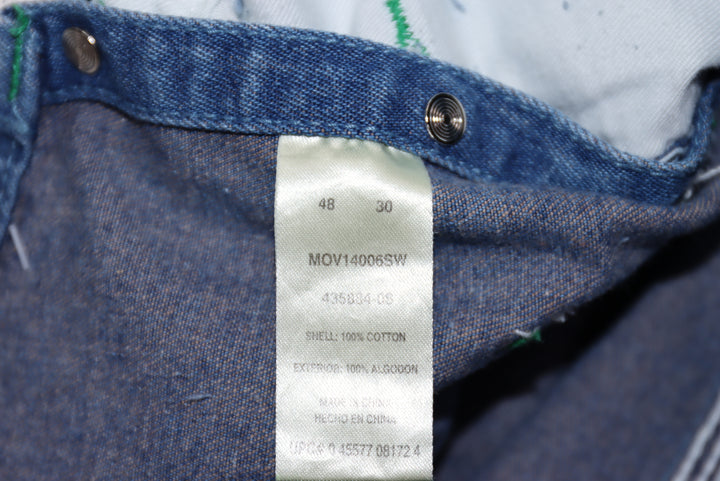 48 30
MOV14006SW
435834-0S
SHELL: 100% COTTON
EXTERIOR: 100% ALGODON
MADE IN CHINA
HECHO EN CHINA
UPC# 0 45577 08172 4